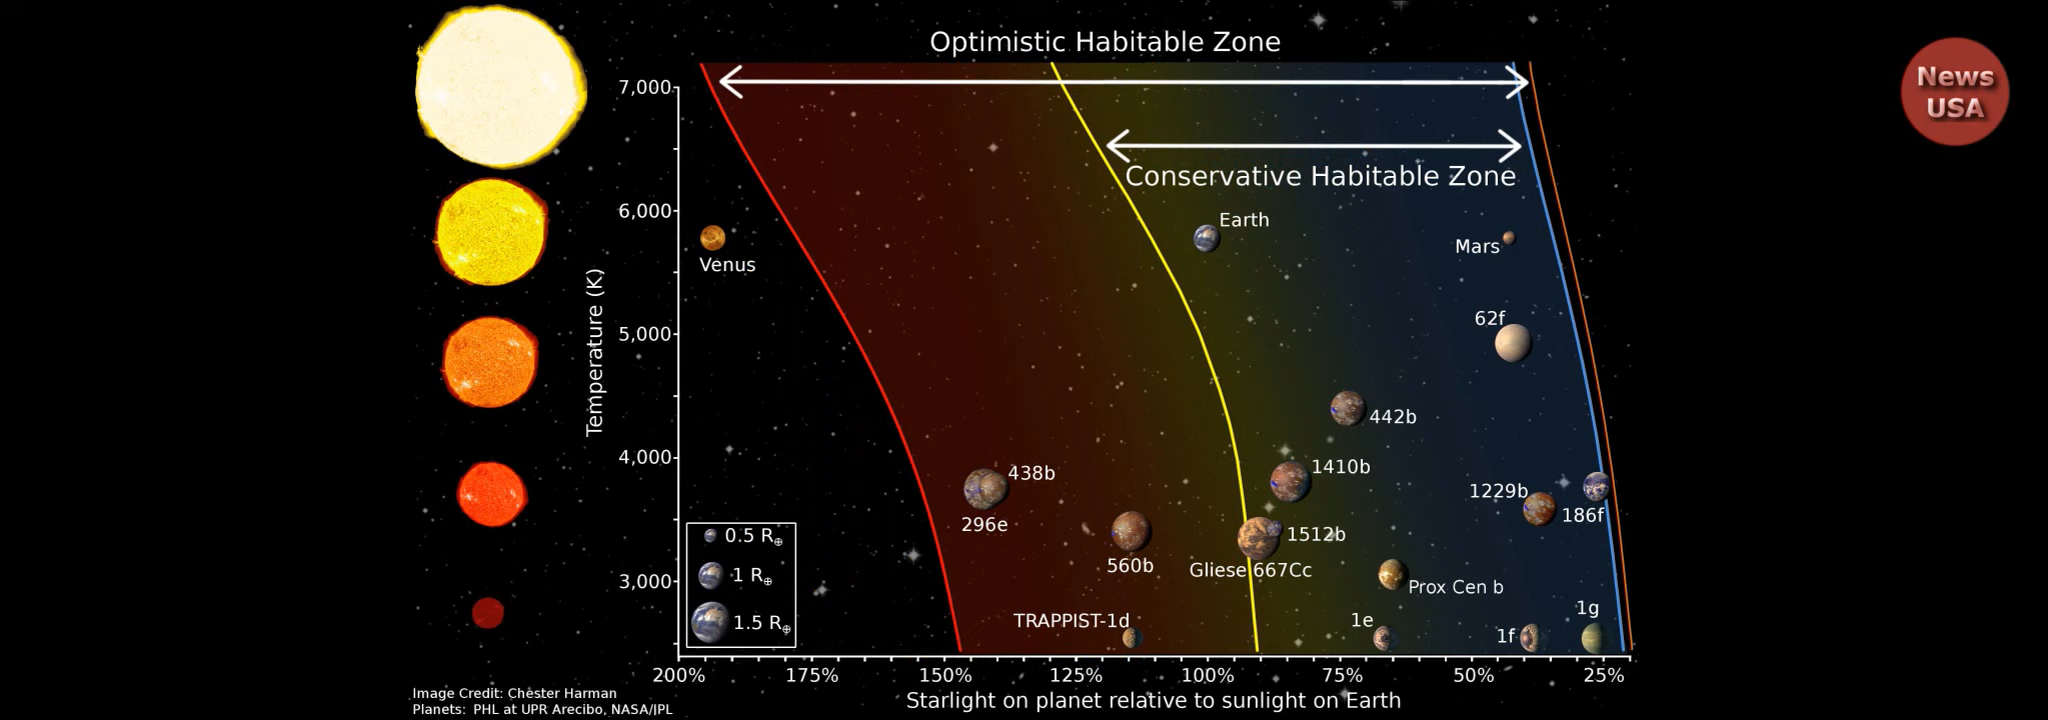 Optimistic Habitable Zone
News
USA
7,000
Conservative Habitable Zone
6,000
Earth
Mars
Venus
Temperature (K)
62f
5,000
442b
4,000
438b
1410b
296e
1229b
186f
0.5 R⊕
1512b
560b
Gliese 667Cc
1 R⊕
3,000
Prox Cen b
1.5 R⊕
TRAPPIST-1d
1e
1f
1g
200% 175% 150% 125% 100% 75% 50% 25%
Starlight on planet relative to sunlight on Earth
Image Credit: Chester Harman
Planets: PHL at UPR Arecibo, NASA/JPL